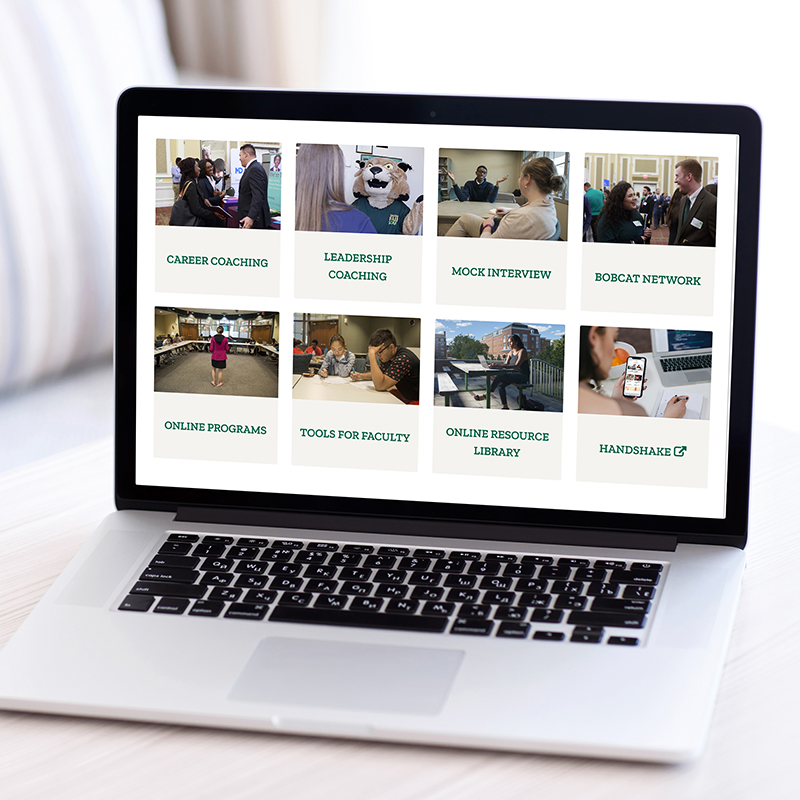 CAREER COACHING
LEADERSHIP
COACHING
MOCK INTERVIEW
BOBCAT NETWORK
ONLINE PROGRAMS
TOOLS FOR FACULTY
ONLINE RESOURCE
LIBRARY
HANDSHAKE